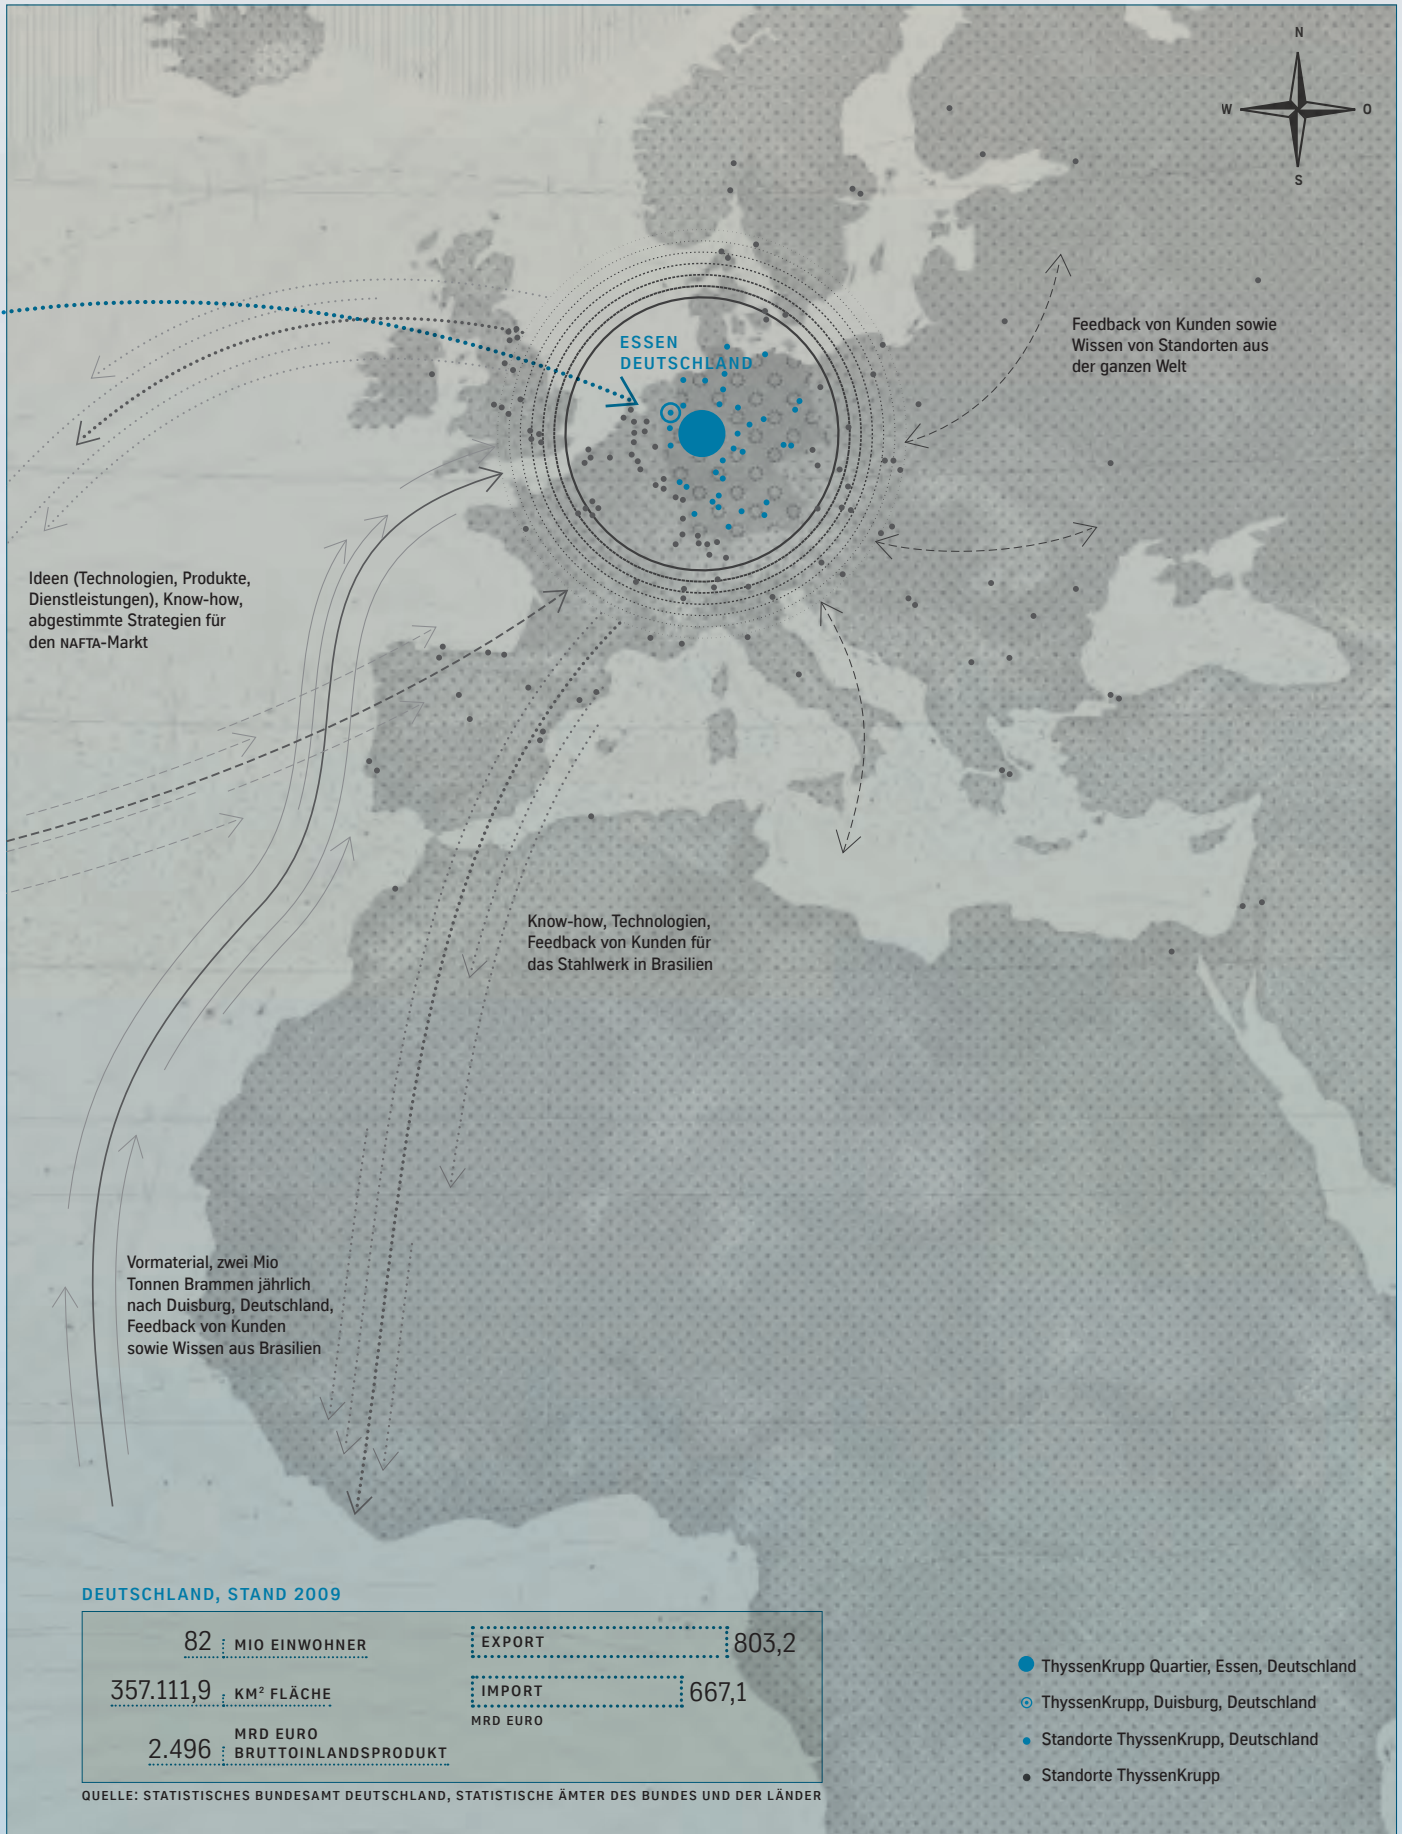 N
W
O
S
ESSEN
DEUTSCHLAND
Feedback von Kunden sowie
Wissen von Standorten aus
der ganzen Welt
Ideen (Technologien, Produkte,
Dienstleistungen), Know-how,
abgestimmte Strategien für
den NAFTA-Markt
Know-how, Technologien,
Feedback von Kunden für
das Stahlwerk in Brasilien
Vormaterial, zwei Mio
Tonnen Brammen jährlich
nach Duisburg, Deutschland,
Feedback von Kunden
sowie Wissen aus Brasilien
DEUTSCHLAND, STAND 2009
82 MIO EINWOHNER
357.111,9 KM² FLÄCHE
2.496 MRD EURO
BRUTTOINLANDSPRODUKT
EXPORT 803,2
IMPORT 667,1
MRD EURO
QUELLE: STATISTISCHES BUNDESAMT DEUTSCHLAND, STATISTISCHE ÄMTER DES BUNDES UND DER LÄNDER
ThyssenKrupp Quartier, Essen, Deutschland
ThyssenKrupp, Duisburg, Deutschland
Standorte ThyssenKrupp, Deutschland
Standorte ThyssenKrupp